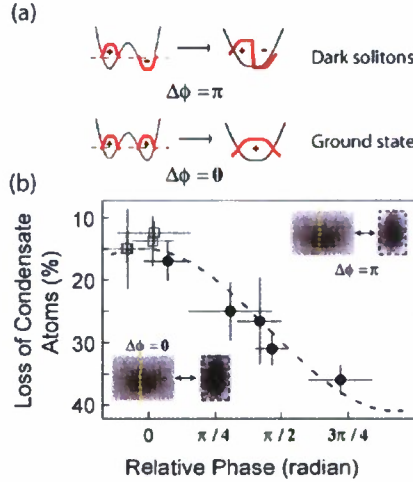 (a)
Dark solitons
Δϕ = π
Ground state
Δϕ = 0
(b)
Loss of Condensate
Atoms (%)
10
20
30
40
Δϕ = π
Δϕ = 0
0 π / 4 π / 2 3π / 4
Relative Phase (radian)